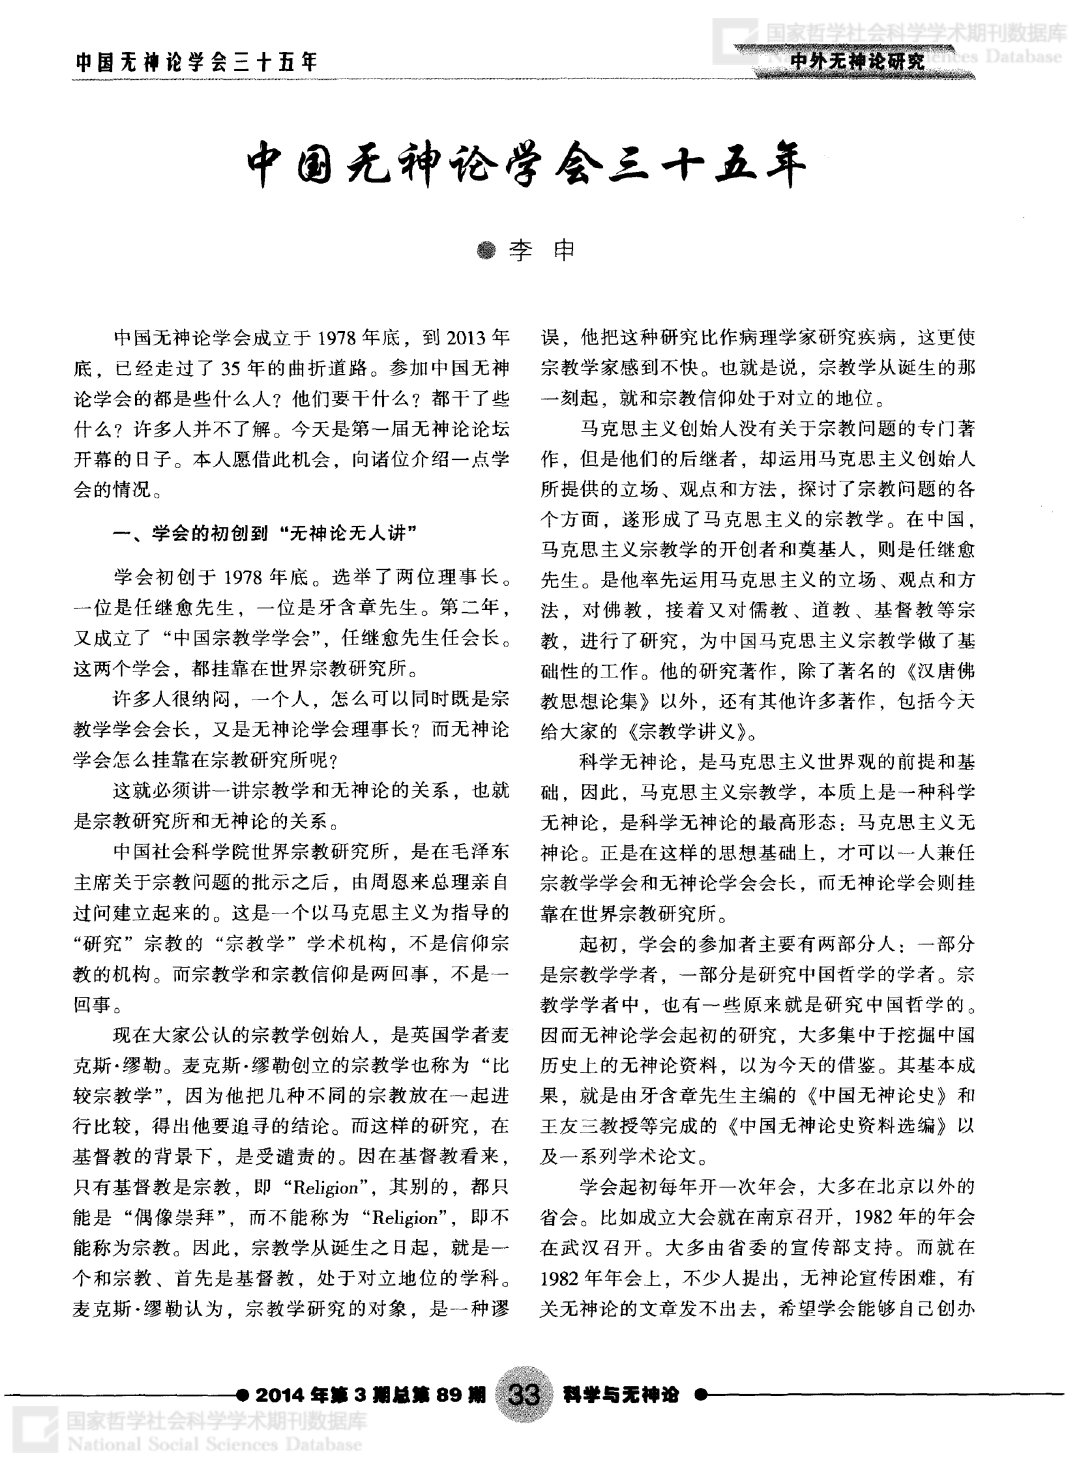 国家哲学社会科学学术期刊数据库
中国无神论学会三十五年
中外无神论研究
ences Database
中国无神论学会三十五年
●李 申
中国无神论学会成立于 1978 年底，到 2013 年
底，已经走过了 35 年的曲折道路。参加中国无神
论学会的都是些什么人？他们要干什么？都干了些
什么？许多人并不了解。今天是第一届无神论论坛
开幕的日子。本人愿借此机会，向诸位介绍一点学
会的情况。
一、学会的初创到“无神论无人讲”
学会初创于 1978 年底。选举了两位理事长。
一位是任继愈先生，一位是牙含章先生。第二年，
又成立了“中国宗教学学会”，任继愈先生任会长。
这两个学会，都挂靠在世界宗教研究所。
许多人很纳闷，一个人，怎么可以同时既是宗
教学学会会长，又是无神论学会理事长？而无神论
学会怎么挂靠在宗教研究所呢？
这就必须讲一讲宗教学和无神论的关系，也就
是宗教研究所和无神论的关系。
中国社会科学院世界宗教研究所，是在毛泽东
主席关于宗教问题的批示之后，由周恩来总理亲自
过问建立起来的。这是一个以马克思主义为指导的
“研究”宗教的“宗教学”学术机构，不是信仰宗
教的机构。而宗教学和宗教信仰是两回事，不是一
回事。
现在大家公认的宗教学创始人，是英国学者麦
克斯·缪勒。麦克斯·缪勒创立的宗教学也称为“比
较宗教学”，因为他把几种不同的宗教放在一起进
行比较，得出他要追寻的结论。而这样的研究，在
基督教的背景下，是受谴责的。因在基督教看来，
只有基督教是宗教，即“Religion”，其别的，都只
能是“偶像崇拜”，而不能称为“Religion”，即不
能称为宗教。因此，宗教学从诞生之日起，就是一
个和宗教、首先是基督教，处于对立地位的学科。
麦克斯·缪勒认为，宗教学研究的对象，是一种谬
误，他把这种研究比作病理学家研究疾病，这更使
宗教学家感到不快。也就是说，宗教学从诞生的那
一刻起，就和宗教信仰处于对立的地位。
马克思主义创始人没有关于宗教问题的专门著
作，但是他们的后继者，却运用马克思主义创始人
所提供的立场、观点和方法，探讨了宗教问题的各
个方面，遂形成了马克思主义的宗教学。在中国，
马克思主义宗教学的开创者和奠基人，则是任继愈
先生。是他率先运用马克思主义的立场、观点和方
法，对佛教，接着又对儒教、道教、基督教等宗
教，进行了研究，为中国马克思主义宗教学做了基
础性的工作。他的研究著作，除了著名的《汉唐佛
教思想论集》以外，还有其他许多著作，包括今天
给大家的《宗教学讲义》。
科学无神论，是马克思主义世界观的前提和基
础，因此，马克思主义宗教学，本质上是一种科学
无神论，是科学无神论的最高形态：马克思主义无
神论。正是在这样的思想基础上，才可以一人兼任
宗教学学会和无神论学会会长，而无神论学会则挂
靠在世界宗教研究所。
起初，学会的参加者主要有两部分人：一部分
是宗教学学者，一部分是研究中国哲学的学者。宗
教学学者中，也有一些原来就是研究中国哲学的。
因而无神论学会起初的研究，大多集中于挖掘中国
历史上的无神论资料，以为今天的借鉴。其基本成
果，就是由牙含章先生主编的《中国无神论史》和
王友三教授等完成的《中国无神论史资料选编》以
及一系列学术论文。
学会起初每年开一次年会，大多在北京以外的
省会。比如成立大会就在南京召开，1982 年的年会
在武汉召开。大多由省委的宣传部支持。而就在
1982 年年会上，不少人提出，无神论宣传困难，有
关无神论的文章发不出去，希望学会能够自己创办
●2014 年第 3 期总第 89 期 33 科学与无神论●
国家哲学社会科学学术期刊数据库
National Social Sciences Database